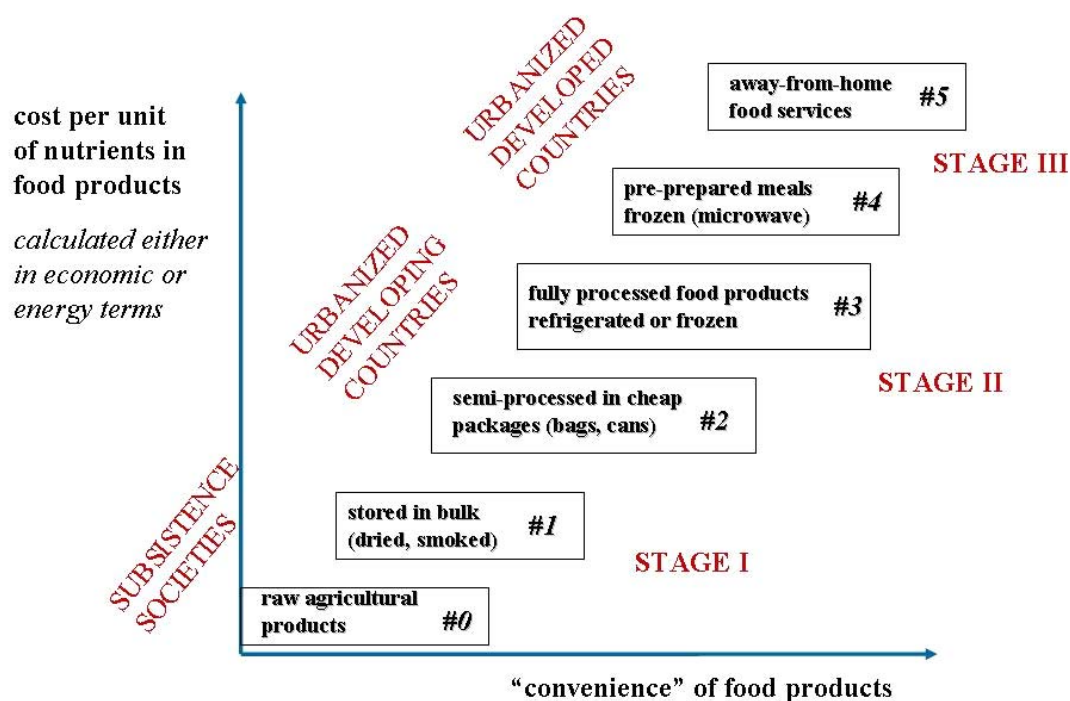 cost per unit
of nutrients in
food products
calculated either
in economic or
energy terms
URBANIZED
DEVELOPED
COUNTRIES
away-from-home
food services
#5
STAGE III
pre-prepared meals
frozen (microwave)
#4
URBANIZED
DEVELOPING
COUNTRIES
fully processed food products
refrigerated or frozen
#3
STAGE II
semi-processed in cheap
packages (bags, cans)
#2
SUBSISTENCE
SOCIETIES
stored in bulk
(dried, smoked)
#1
STAGE I
raw agricultural
products
#0
“convenience” of food products